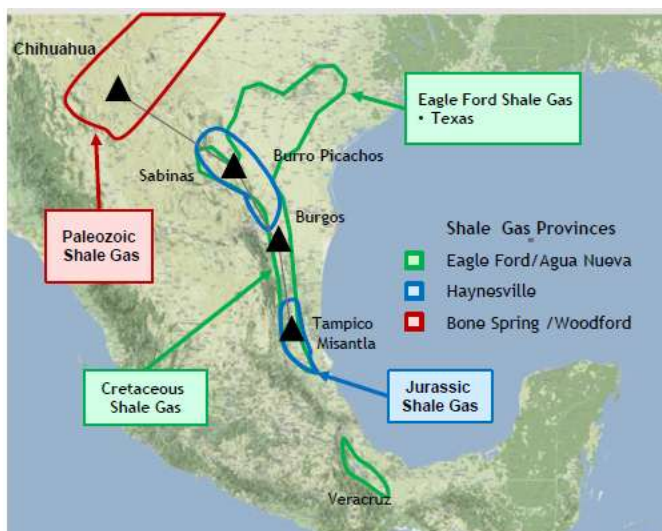 Chihuahua
Eagle Ford Shale Gas
• Texas
Burro Picachos
Sabinas
Burgos
Paleozoic
Shale Gas
Shale Gas Provinces
Eagle Ford/Agua Nueva
Haynesville
Bone Spring /Woodford
Tampico
Misantla
Cretaceous
Shale Gas
Jurassic
Shale Gas
Veracruz